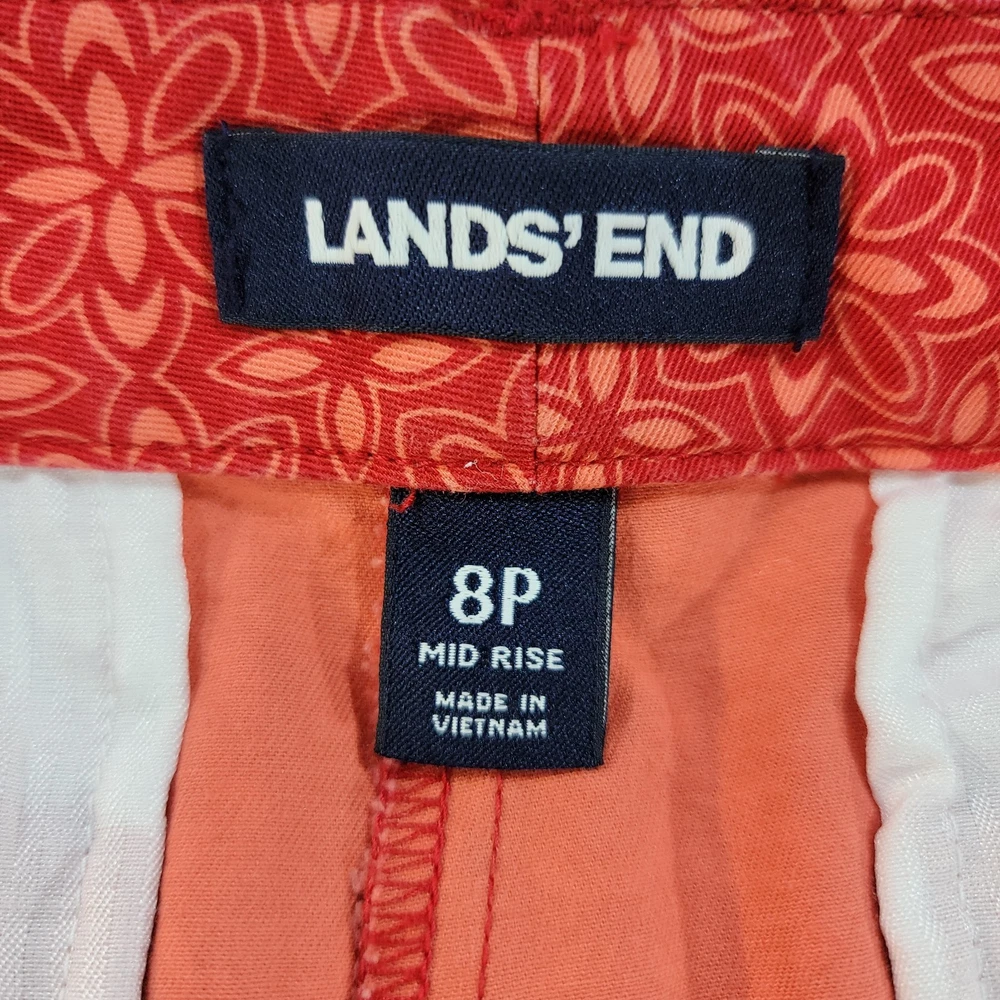 LANDS’ END
8P
MID RISE
MADE IN
VIETNAM